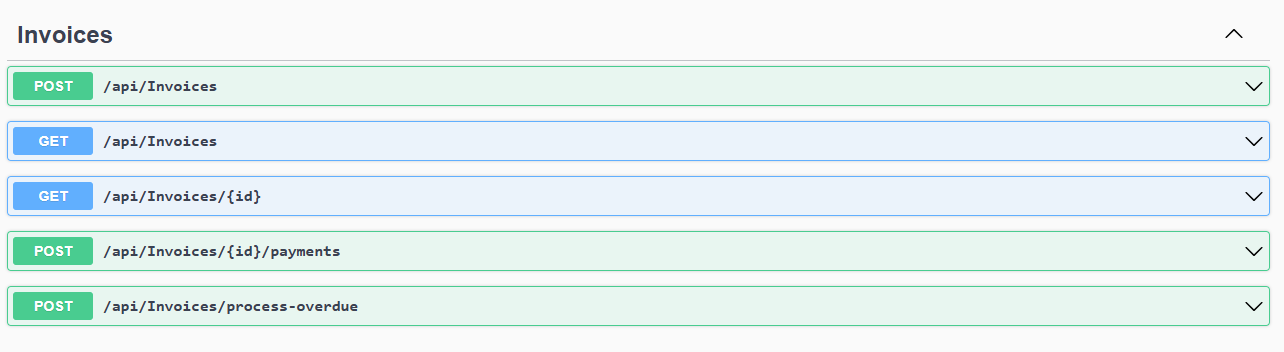 Invoices
POST /api/Invoices
GET /api/Invoices
GET /api/Invoices/{id}
POST /api/Invoices/{id}/payments
POST /api/Invoices/process-overdue